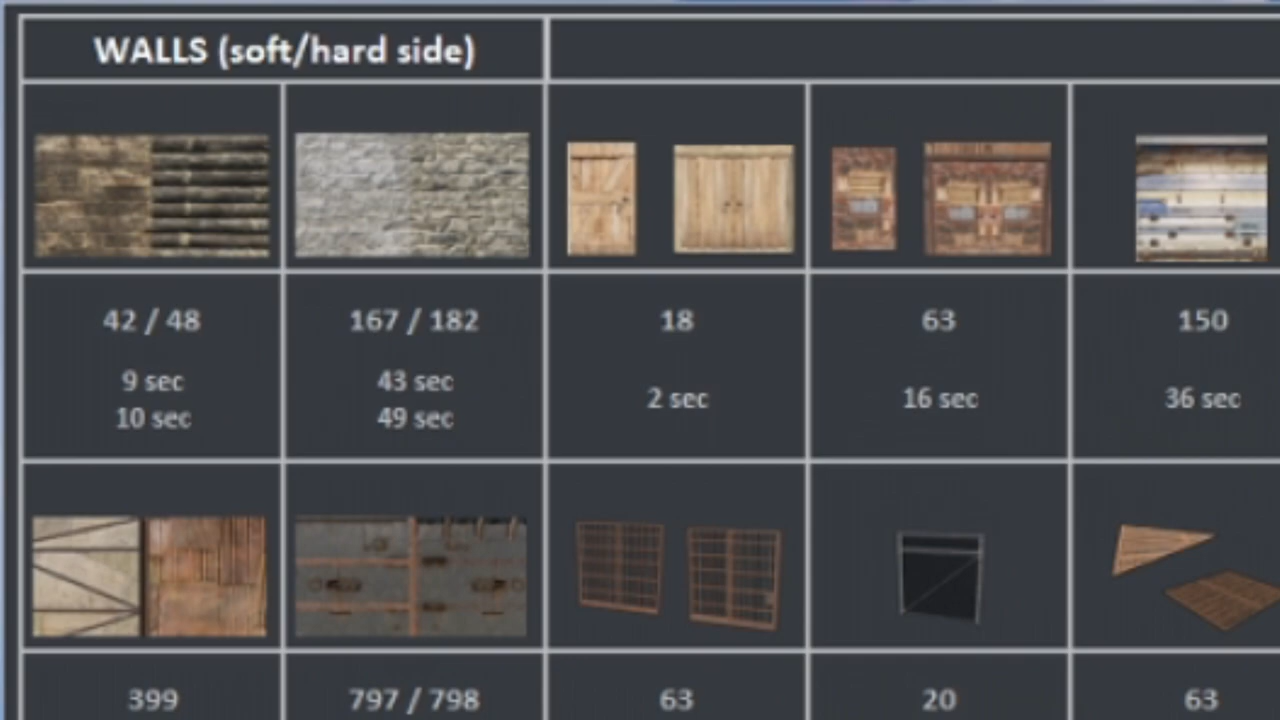 WALLS (soft/hard side)
42 / 48
167 / 182
18
63
150
9 sec
10 sec
43 sec
49 sec
2 sec
16 sec
36 sec
399
797 / 798
63
20
63